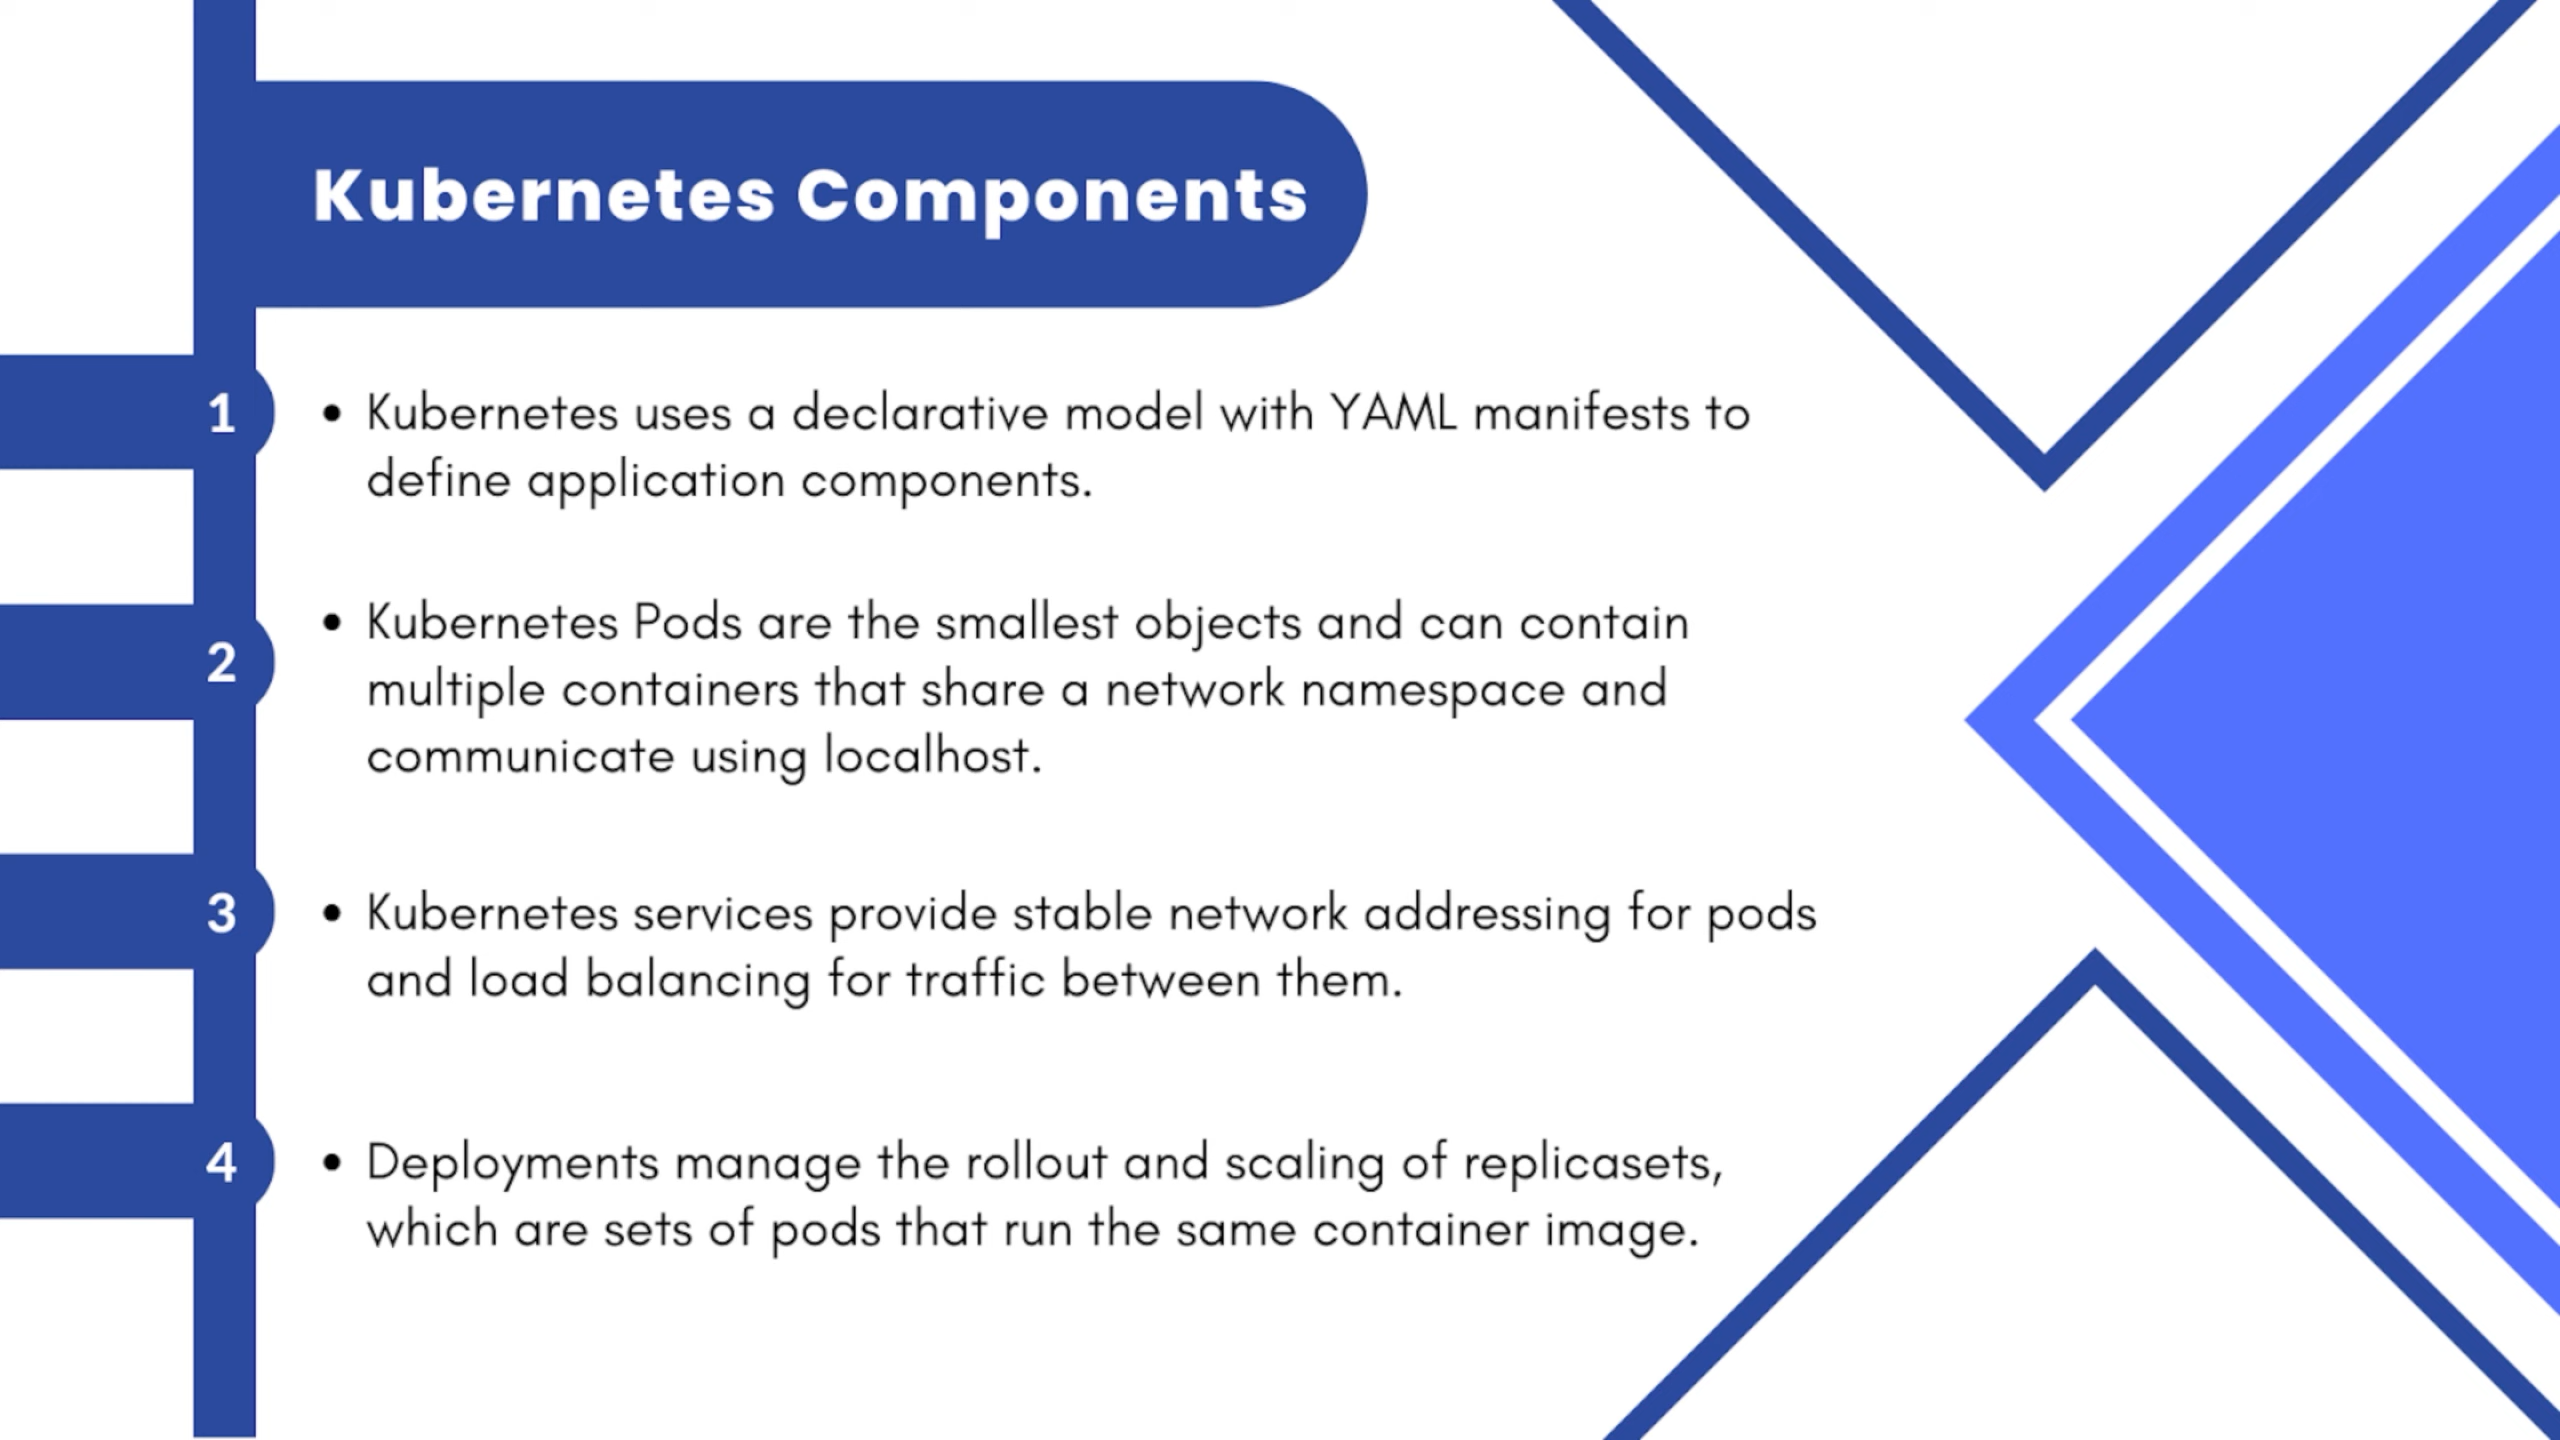 Kubernetes Components
1
• Kubernetes uses a declarative model with YAML manifests to
define application components.
2
• Kubernetes Pods are the smallest objects and can contain
multiple containers that share a network namespace and
communicate using localhost.
3
• Kubernetes services provide stable network addressing for pods
and load balancing for traffic between them.
4
• Deployments manage the rollout and scaling of replicasets,
which are sets of pods that run the same container image.